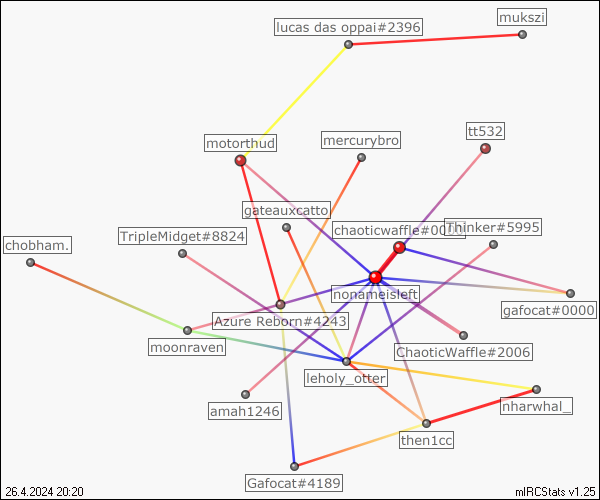 mukszi
lucas das oppai#2396
tt532
mercurybro
motorthud
gateauxcatto
chaoticwaffle#00
Thinker#5995
TripleMidget#8824
chobham.
nonameisleft
gafocat#0000
Azure Reborn#4243
moonraven
ChaoticWaffle#2006
leholy_otter
nharwhal_
amah1246
then1cc
Gafocat#4189
26.4.2024 20:20
mIRCStats v1.25